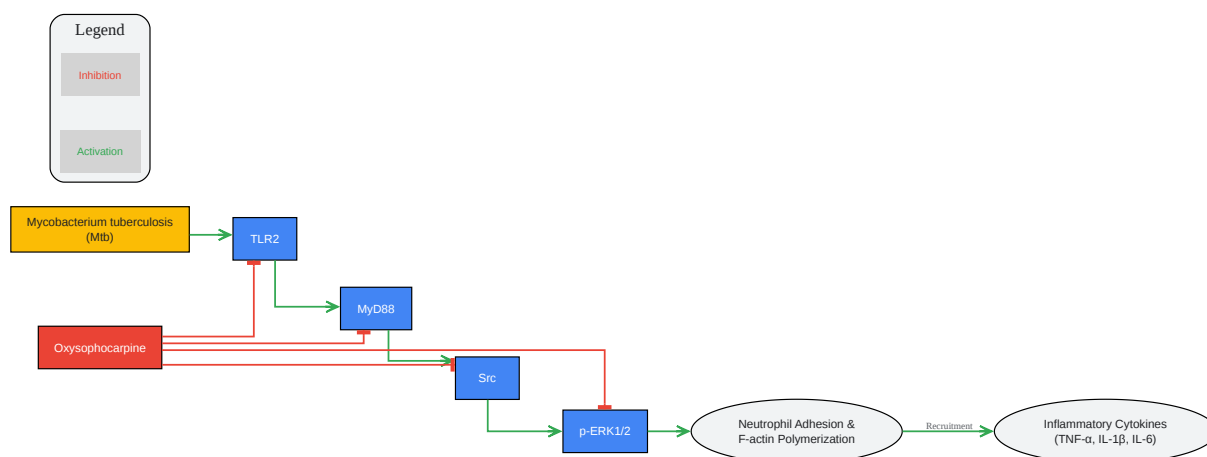 Legend
Inhibition
Activation
Mycobacterium tuberculosis
(Mtb)
TLR2
MyD88
Oxysophocarpine
Src
p-ERK1/2
Neutrophil Adhesion &
F-actin Polymerization
Recruitment
Inflammatory Cytokines
(TNF-α, IL-1β, IL-6)